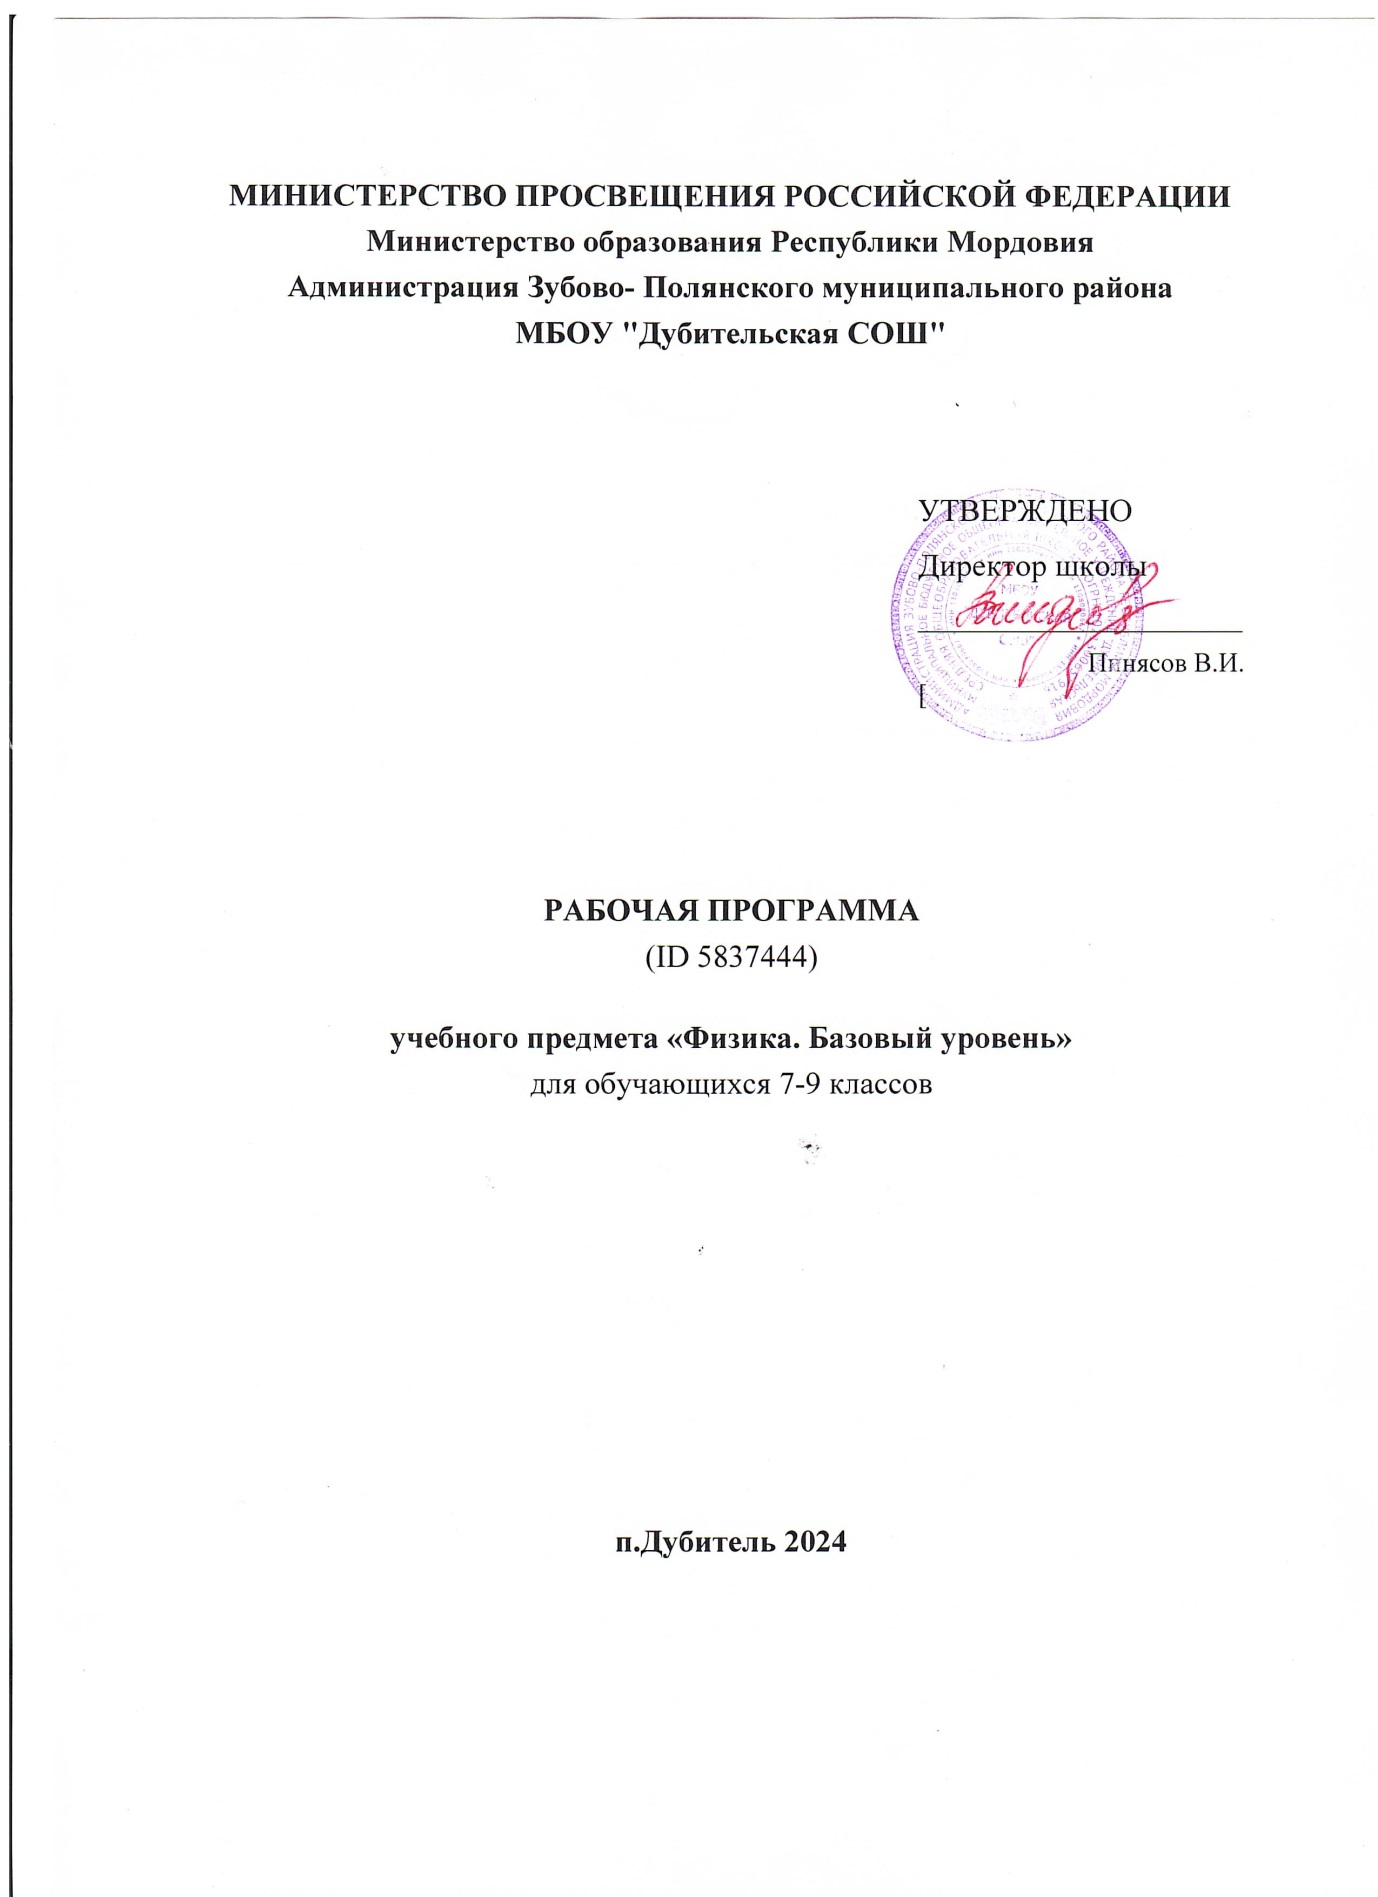 МИНИСТЕРСТВО ПРОСВЕЩЕНИЯ РОССИЙСКОЙ ФЕДЕРАЦИИ
Министерство образования Республики Мордовия
Администрация Зубово- Полянского муниципального района
МБОУ "Дубительская СОШ"
УТВЕРЖДЕНО
Директор школы
Пинясов В.И.
[
РАБОЧАЯ ПРОГРАММА
(ID 5837444)
учебного предмета «Физика. Базовый уровень»
для обучающихся 7-9 классов
п.Дубитель 2024